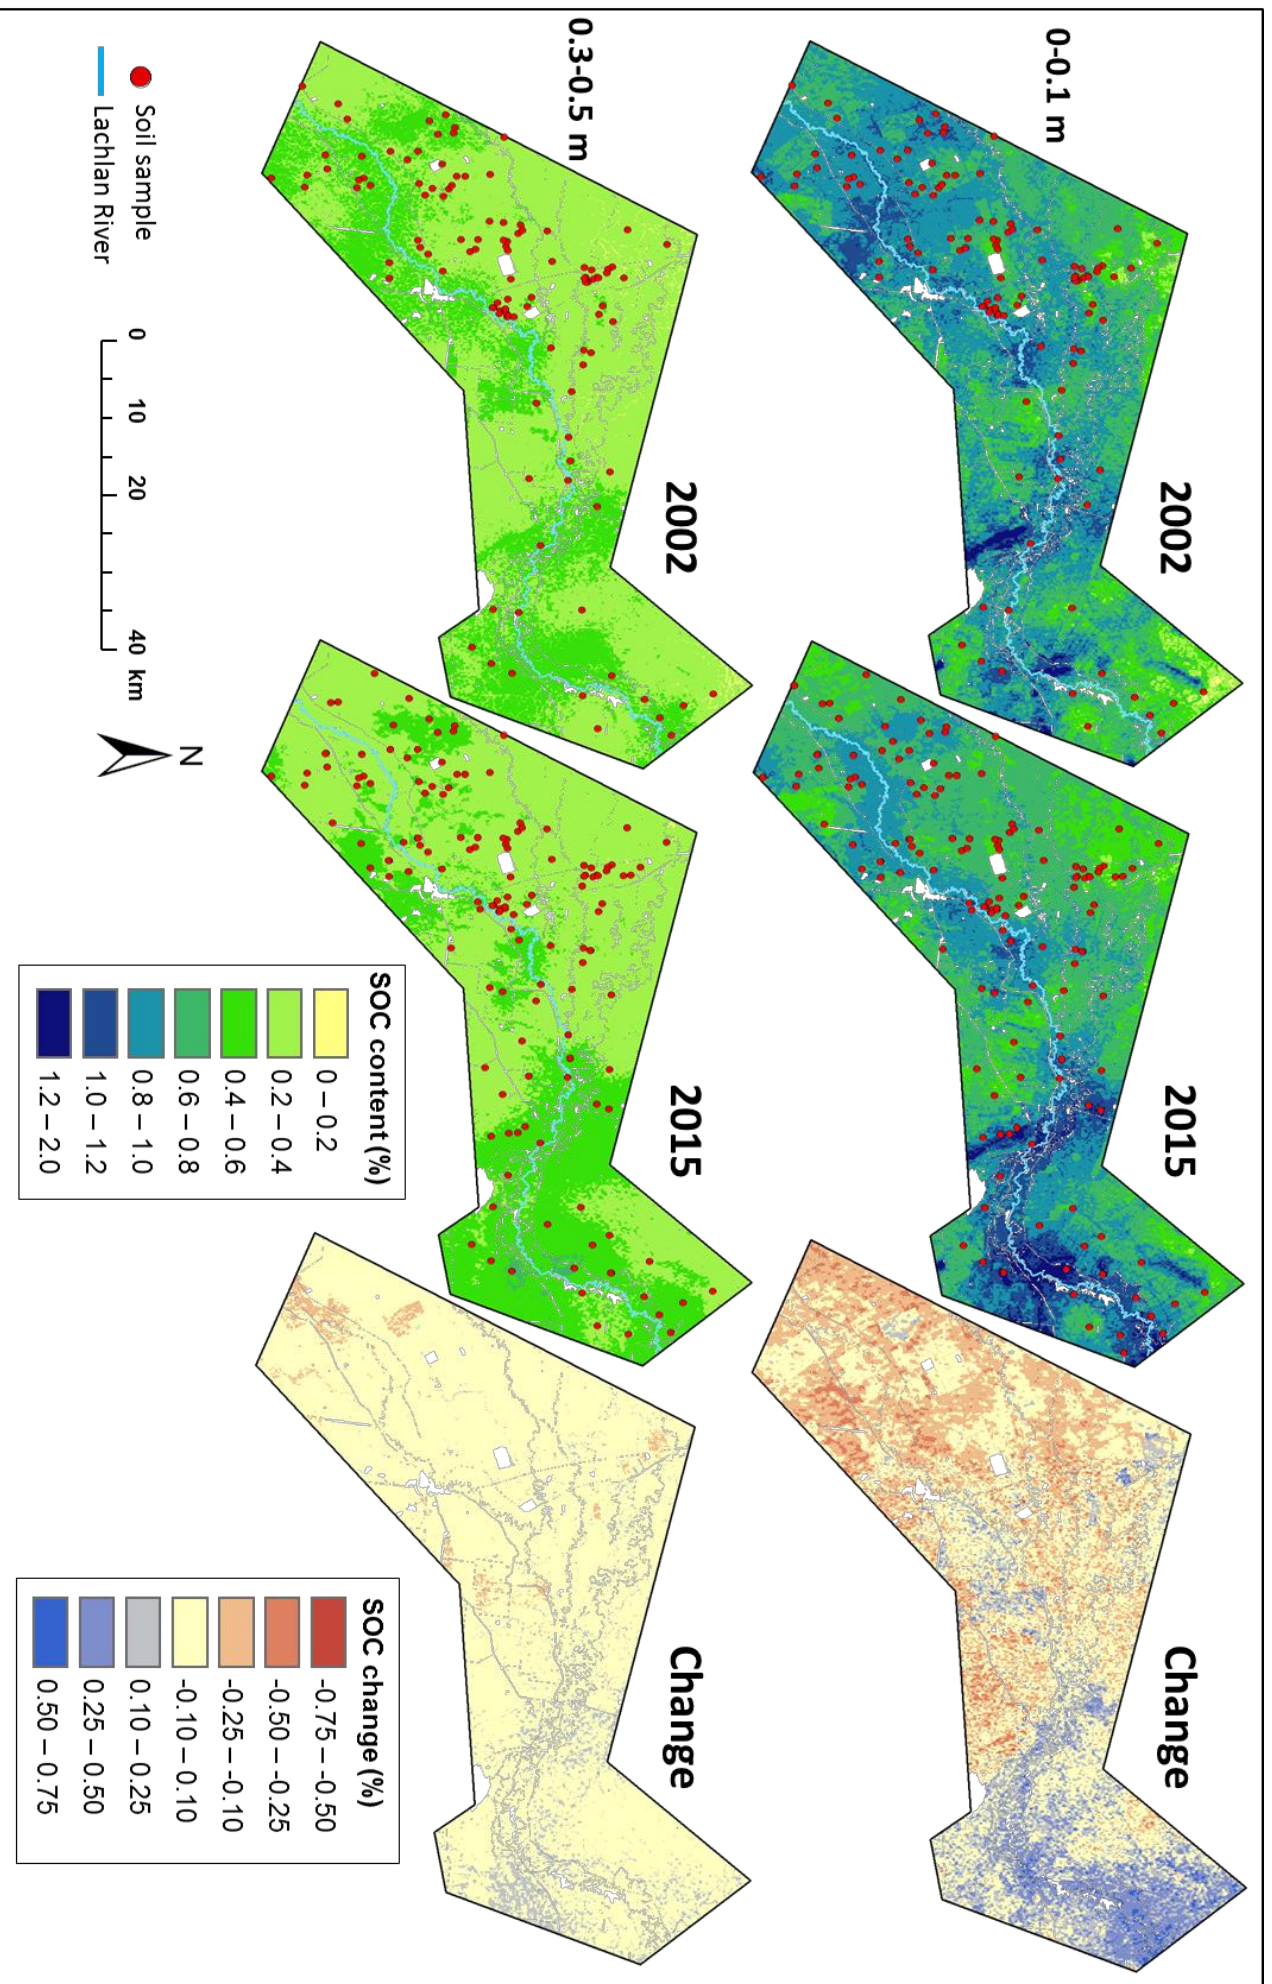 2002
2015
Change
0-0.1 m
2002
2015
Change
0.3-0.5 m
Soil sample
Lachlan River
0 10 20 40 km
N
SOC content (%)
0 – 0.2
0.2 – 0.4
0.4 – 0.6
0.6 – 0.8
0.8 – 1.0
1.0 – 1.2
1.2 – 2.0
SOC change (%)
-0.75 – -0.50
-0.50 – -0.25
-0.25 – -0.10
-0.10 – 0.10
0.10 – 0.25
0.25 – 0.50
0.50 – 0.75